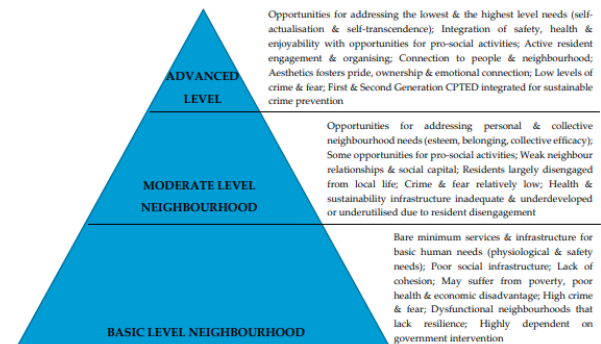 Opportunities for addressing the lowest & the highest level needs (self-
actualisation & self-transcendence); Integration of safety, health &
enjoyability with opportunities for pro-social activities; Active resident
engagement & organising; Connection to people & neighbourhood;
Aesthetics fosters pride, ownership & emotional connection; Low levels of
crime & fear; First & Second Generation CPTED integrated for sustainable
crime prevention
ADVANCED
LEVEL
Opportunities for addressing personal & collective
neighbourhood needs (esteem, belonging, collective efficacy);
Some opportunities for pro-social activities; Weak neighbour
relationships & social capital; Residents largely disengaged
from local life; Crime & fear relatively low; Health &
sustainability infrastructure inadequate & underdeveloped
or underutilised due to resident disengagement
MODERATE LEVEL
NEIGHBOURHOOD
Bare minimum services & infrastructure for
basic human needs (physiological & safety
needs); Poor social infrastructure; Lack of
cohesion; May suffer from poverty, poor
health & economic disadvantage; High crime
& fear; Dysfunctional neighbourhoods that
lack resilience; Highly dependent on
government intervention
BASIC LEVEL NEIGHBOURHOOD